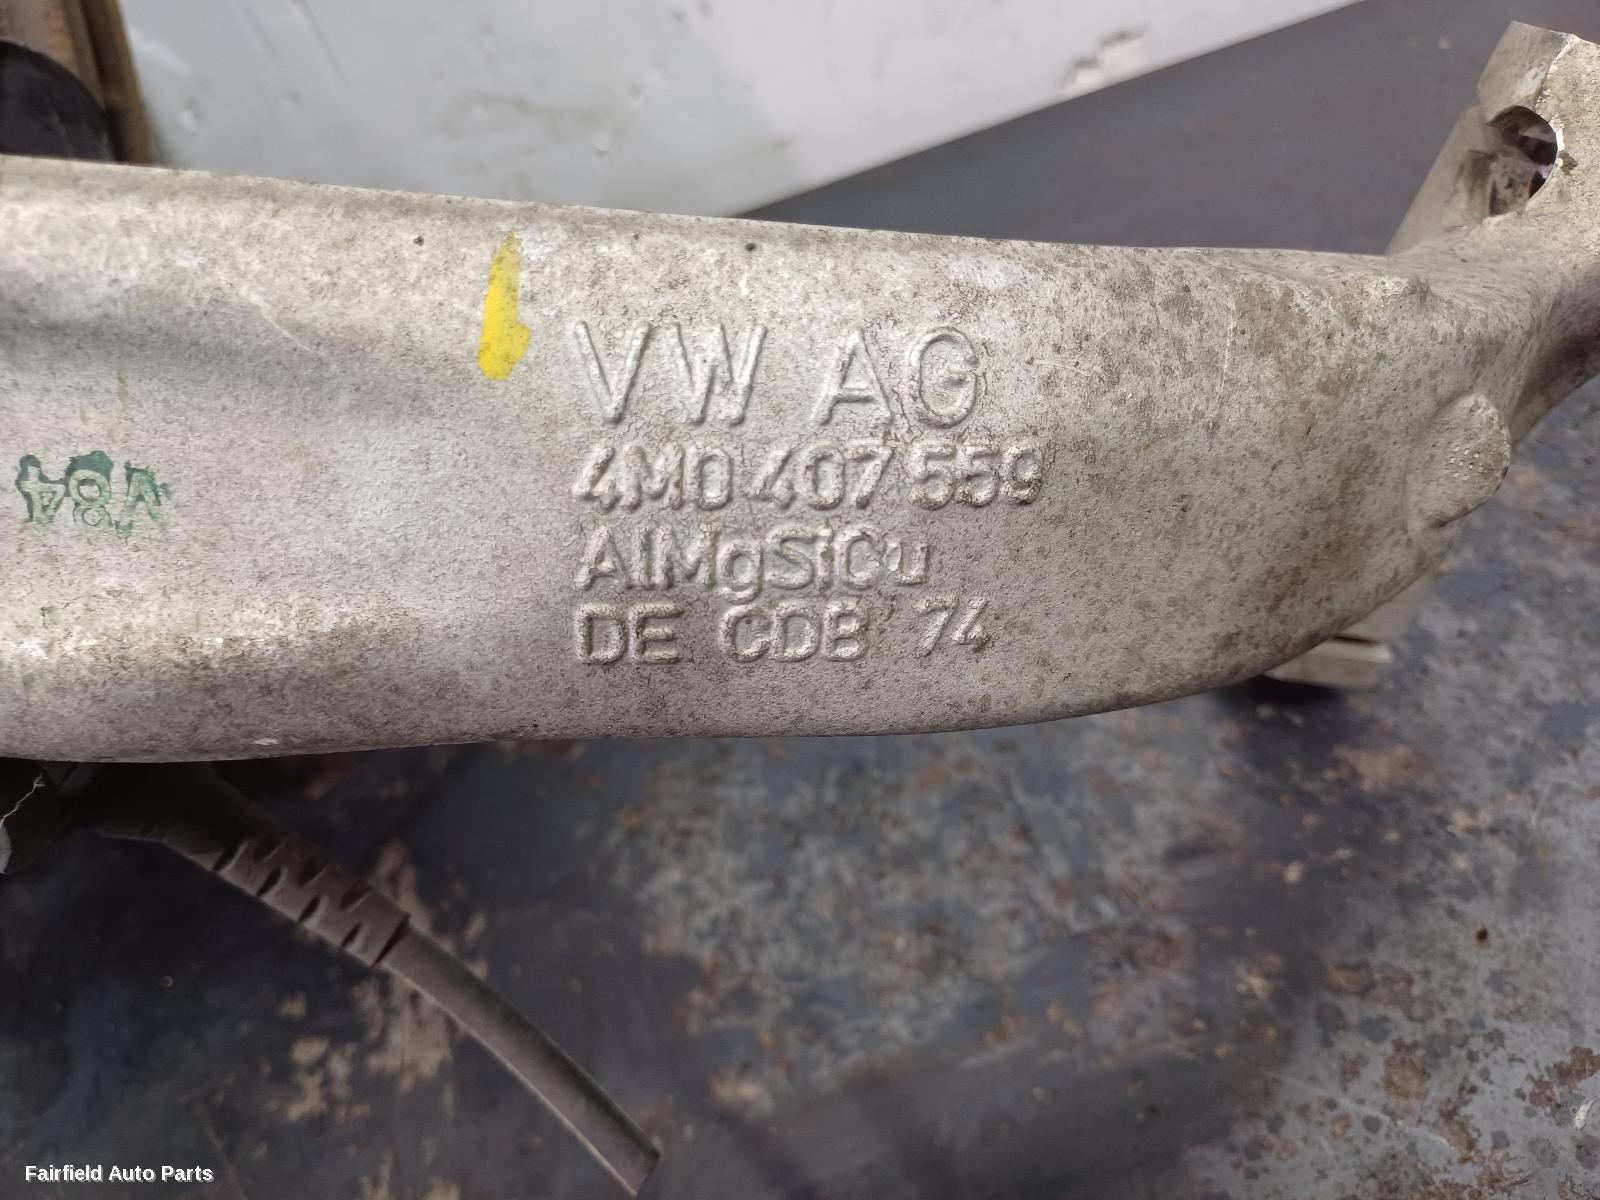 VW AG
4M0 407 559
AlMgSiCu
DE CDB 74
V84
Fairfield Auto Parts